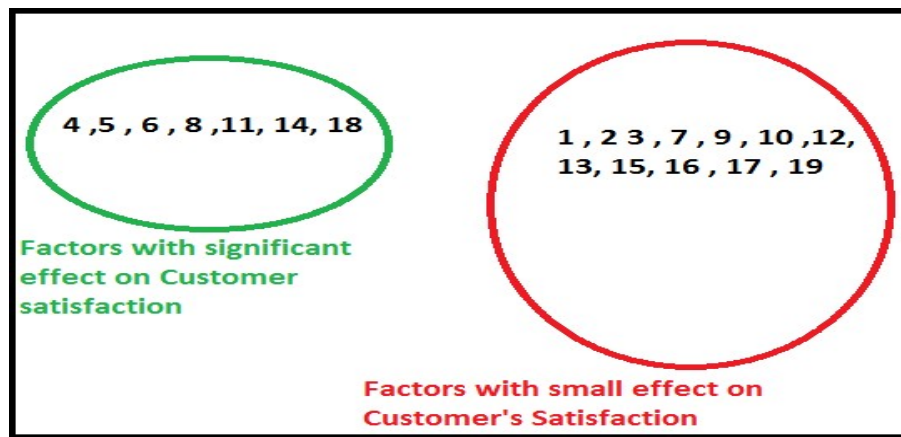 4 ,5 , 6 , 8 ,11, 14, 18
Factors with significant
effect on Customer
satisfaction
1 , 2 3 , 7 , 9 , 10 ,12,
13, 15, 16 , 17 , 19
Factors with small effect on
Customer's Satisfaction